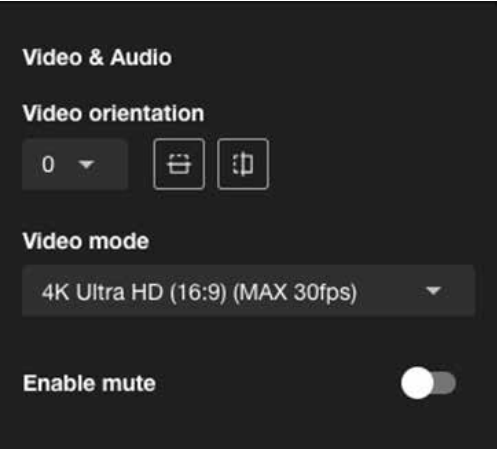 Video & Audio
Video orientation
0
Video mode
4K Ultra HD (16:9) (MAX 30fps)
Enable mute